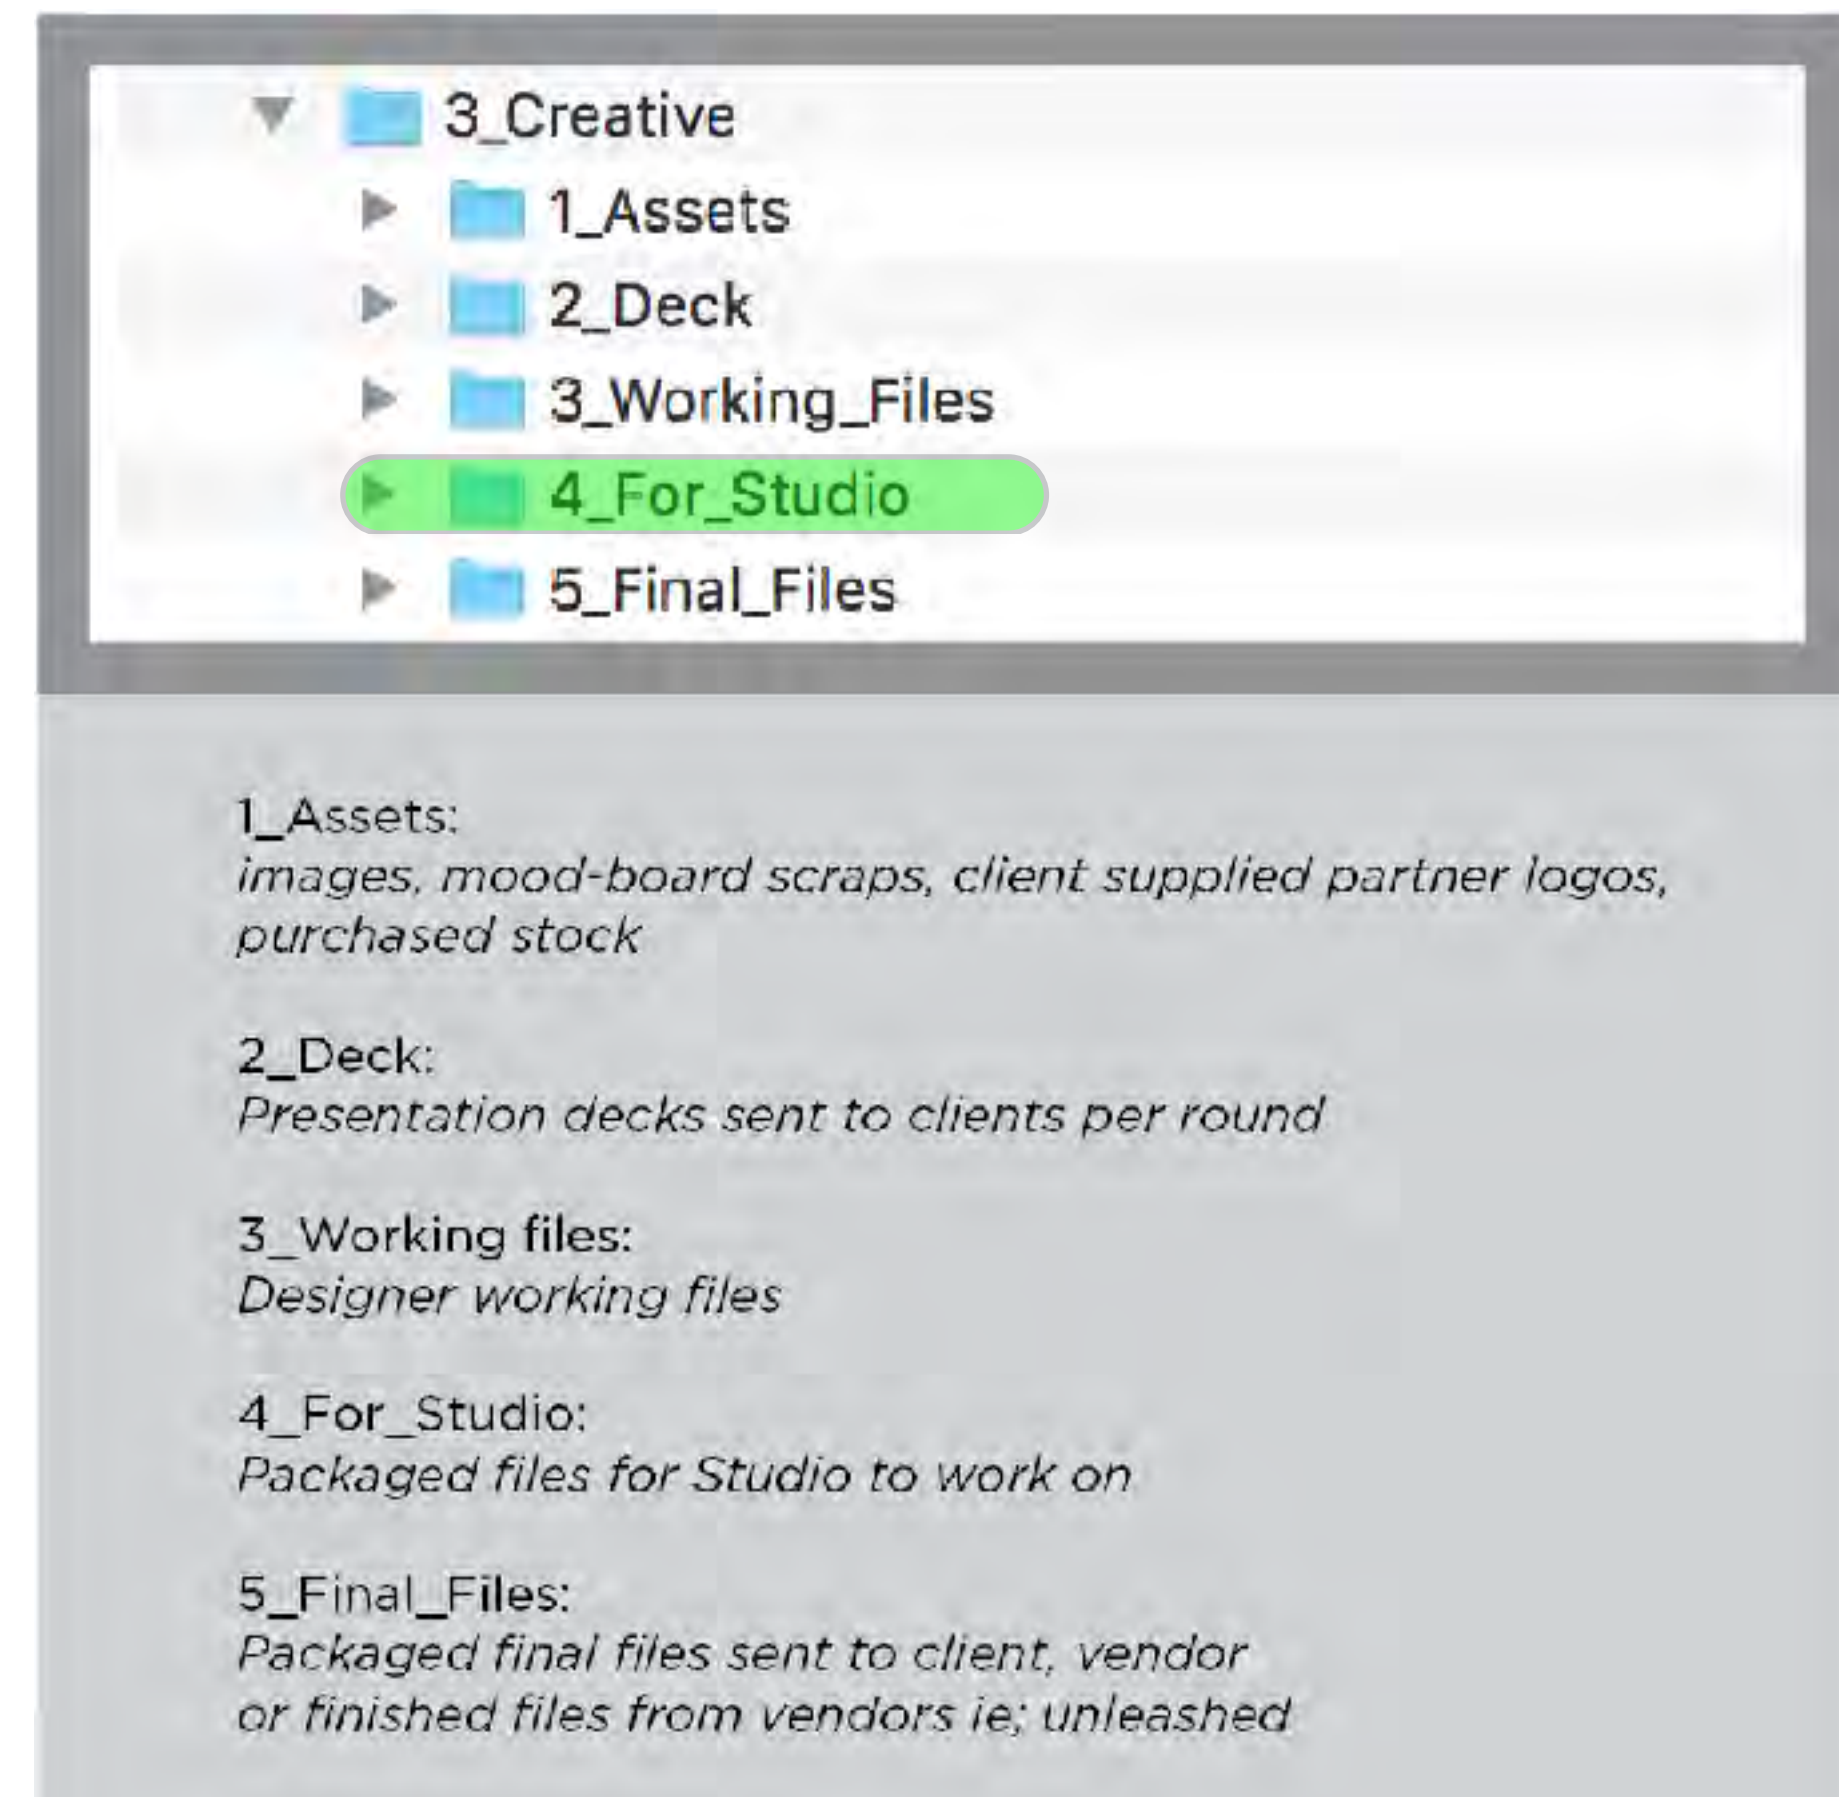 3_Creative
1_Assets
2_Deck
3_Working_Files
4_For_Studio
5_Final_Files
1_Assets:
images, mood-board scraps, client supplied partner logos,
purchased stock
2_Deck:
Presentation decks sent to clients per round
3_Working files:
Designer working files
4_For_Studio:
Packaged files for Studio to work on
5_Final_Files:
Packaged final files sent to client, vendor
or finished files from vendors ie; unleashed